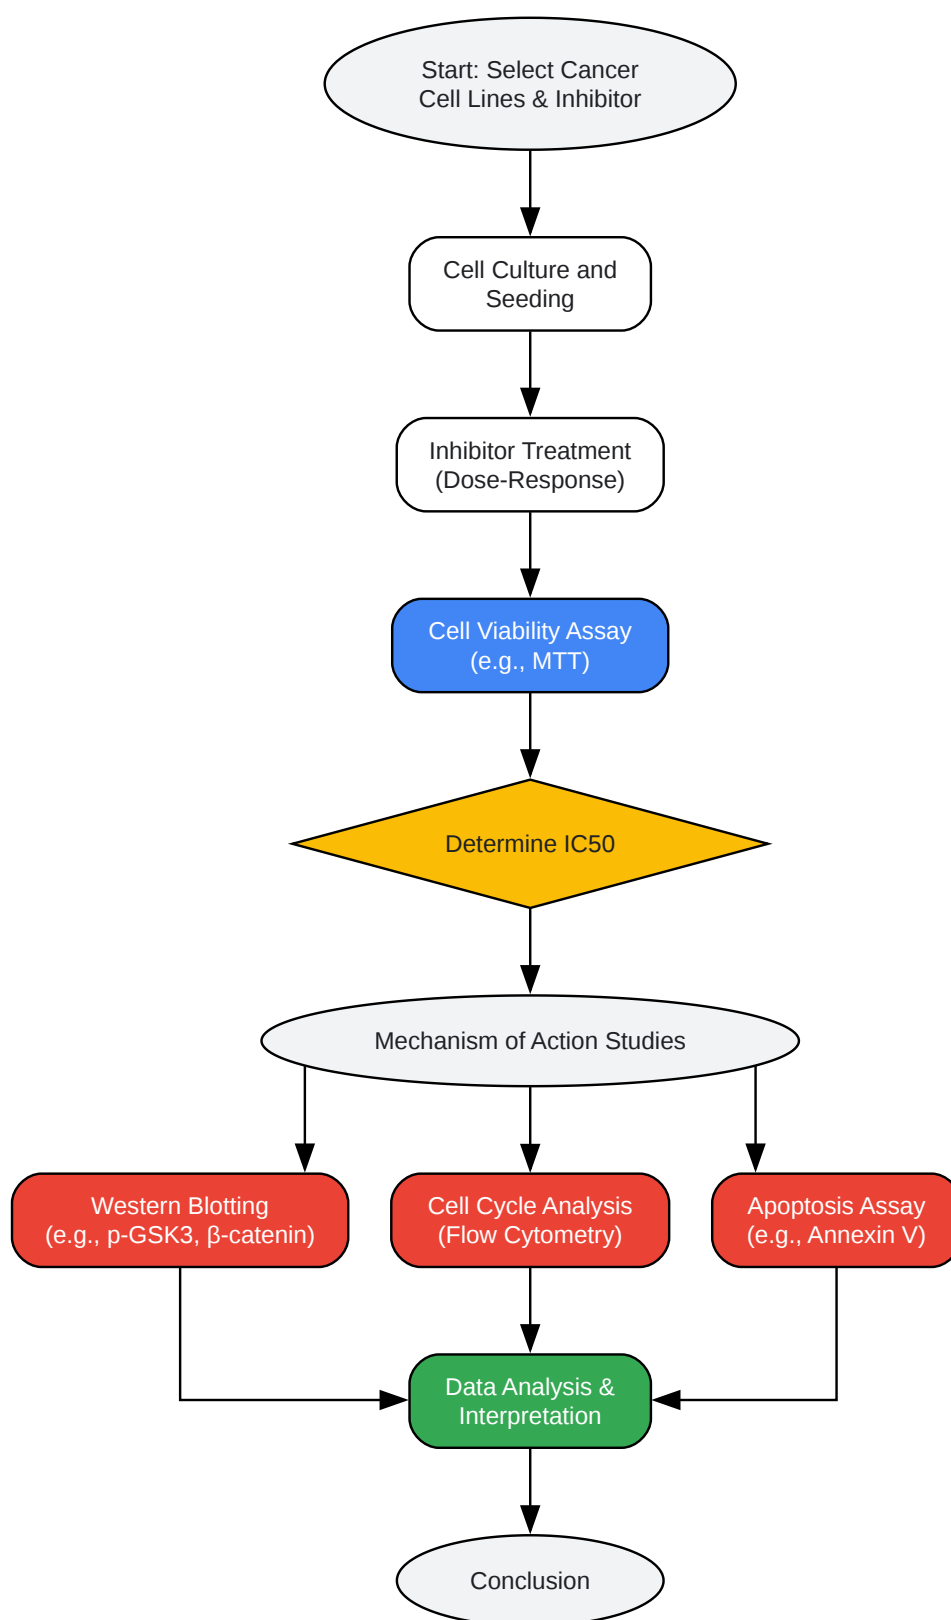 Start: Select Cancer
Cell Lines & Inhibitor
Cell Culture and
Seeding
Inhibitor Treatment
(Dose-Response)
Cell Viability Assay
(e.g., MTT)
Determine IC50
Mechanism of Action Studies
Western Blotting
(e.g., p-GSK3, β-catenin)
Cell Cycle Analysis
(Flow Cytometry)
Apoptosis Assay
(e.g., Annexin V)
Data Analysis &
Interpretation
Conclusion